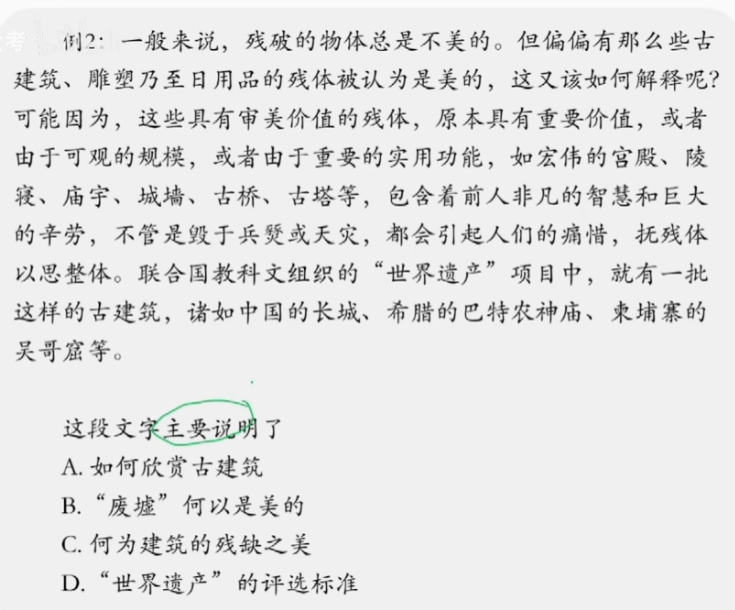 例2：一般来说，残破的物体总是不美的。但偏偏有那么些古
建筑、雕塑乃至日用品的残体被认为是美的，这又该如何解释呢？
可能因为，这些具有审美价值的残体，原本具有重要价值，或者
由于可观的规模，或者由于重要的实用功能，如宏伟的宫殿、陵
寝、庙宇、城墙、古桥、古塔等，包含着前人非凡的智慧和巨大
的辛劳，不管是毁于兵燹或天灾，都会引起人们的痛惜，抚残体
以思整体。联合国教科文组织的“世界遗产”项目中，就有一批
这样的古建筑，诸如中国的长城、希腊的巴特农神庙、柬埔寨的
吴哥窟等。
这段文字主要说明了
A. 如何欣赏古建筑
B.“废墟”何以是美的
C. 何为建筑的残缺之美
D.“世界遗产”的评选标准